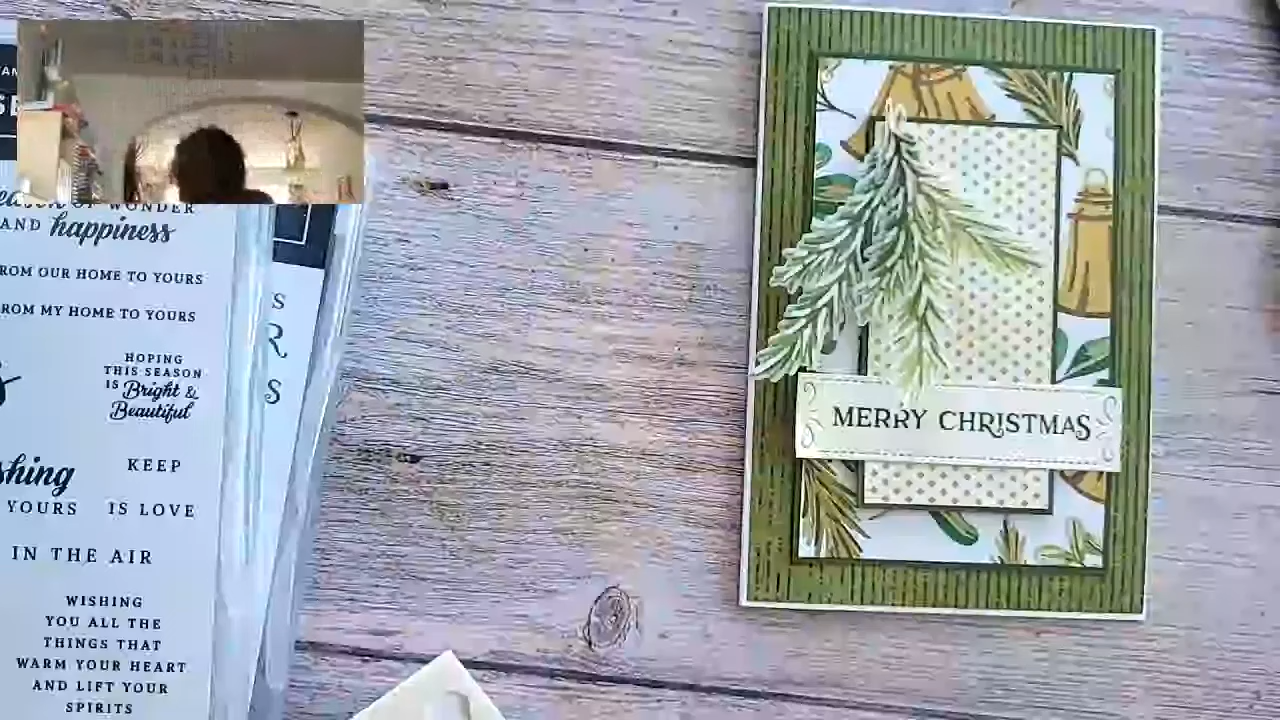 WONDER
AND happiness
ROM OUR HOME TO YOURS
ROM MY HOME TO YOURS
HOPING
THIS SEASON
IS Bright &
Beautiful
shing
KEEP
YOURS
IS LOVE
IN THE AIR
WISHING
YOU ALL THE
THINGS THAT
WARM YOUR HEART
AND LIFT YOUR
SPIRITS
S
R
S
MERRY CHRISTMAS